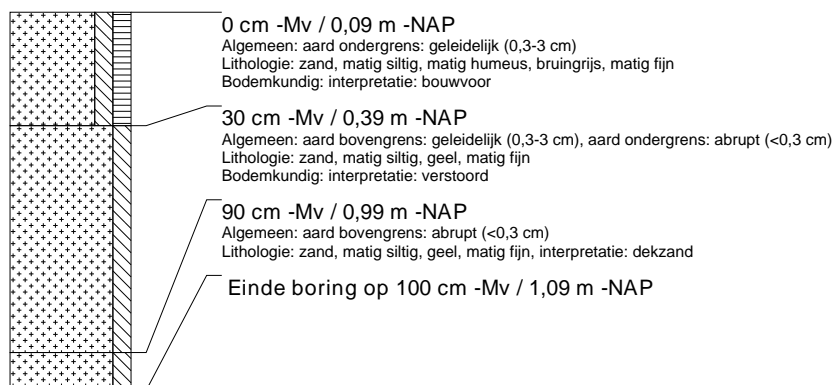 0 cm -Mv / 0,09 m -NAP
Algemeen: aard ondergrens: geleidelijk (0,3-3 cm)
Lithologie: zand, matig siltig, matig humeus, bruingrijs, matig fijn
Bodemkundig: interpretatie: bouwvoor
30 cm -Mv / 0,39 m -NAP
Algemeen: aard bovengrens: geleidelijk (0,3-3 cm), aard ondergrens: abrupt (<0,3 cm)
Lithologie: zand, matig siltig, geel, matig fijn
Bodemkundig: interpretatie: verstoord
90 cm -Mv / 0,99 m -NAP
Algemeen: aard bovengrens: abrupt (<0,3 cm)
Lithologie: zand, matig siltig, geel, matig fijn, interpretatie: dekzand
Einde boring op 100 cm -Mv / 1,09 m -NAP